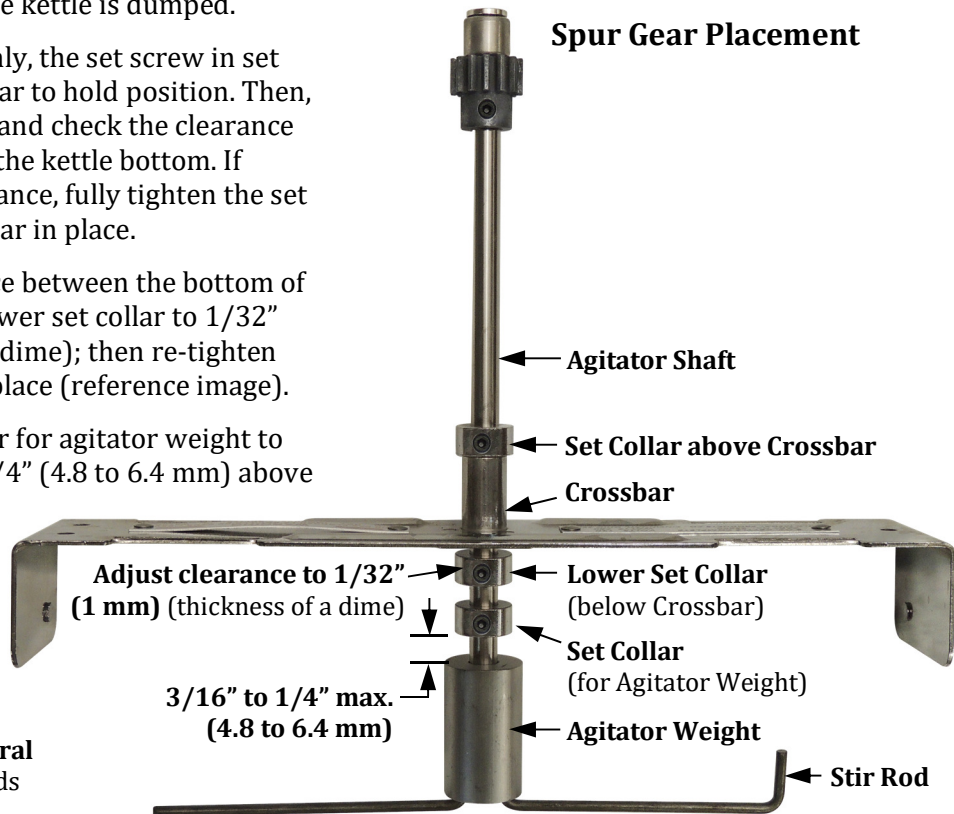 e kettle is dumped.
ly, the set screw in set
ar to hold position. Then,
and check the clearance
the kettle bottom. If
ance, fully tighten the set
ar in place.
ce between the bottom of
wer set collar to 1/32”
dime); then re-tighten
place (reference image).
r for agitator weight to
/4” (4.8 to 6.4 mm) above
ral
ds
Spur Gear Placement
Agitator Shaft
Set Collar above Crossbar
Crossbar
Adjust clearance to 1/32”
(1 mm) (thickness of a dime)
Lower Set Collar
(below Crossbar)
Set Collar
(for Agitator Weight)
3/16” to 1/4” max.
(4.8 to 6.4 mm)
Agitator Weight
Stir Rod